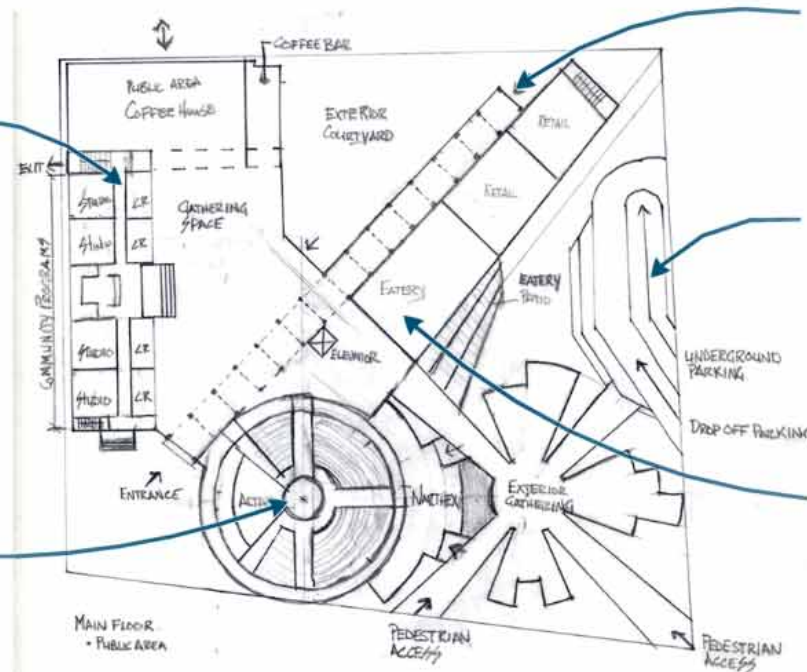 COFFEE BAR
PUBLIC AREA
COFFEE HOUSE
EXTERIOR
COURTYARD
RETAIL
RETAIL
EXIT
STUDIO
LR
STUDIO
LR
GATHERING
SPACE
COMMUNITY PROGRAMS
EATERY
EATERY
PATIO
ELEVATOR
STUDIO
LR
STUDIO
LR
UNDERGROUND
PARKING
DROP OFF PARKING
ENTRANCE
NARTHEX
EXTERIOR
GATHERING
MAIN FLOOR
• PUBLIC AREA
PEDESTRIAN
ACCESS
PEDESTRIAN
ACCESS